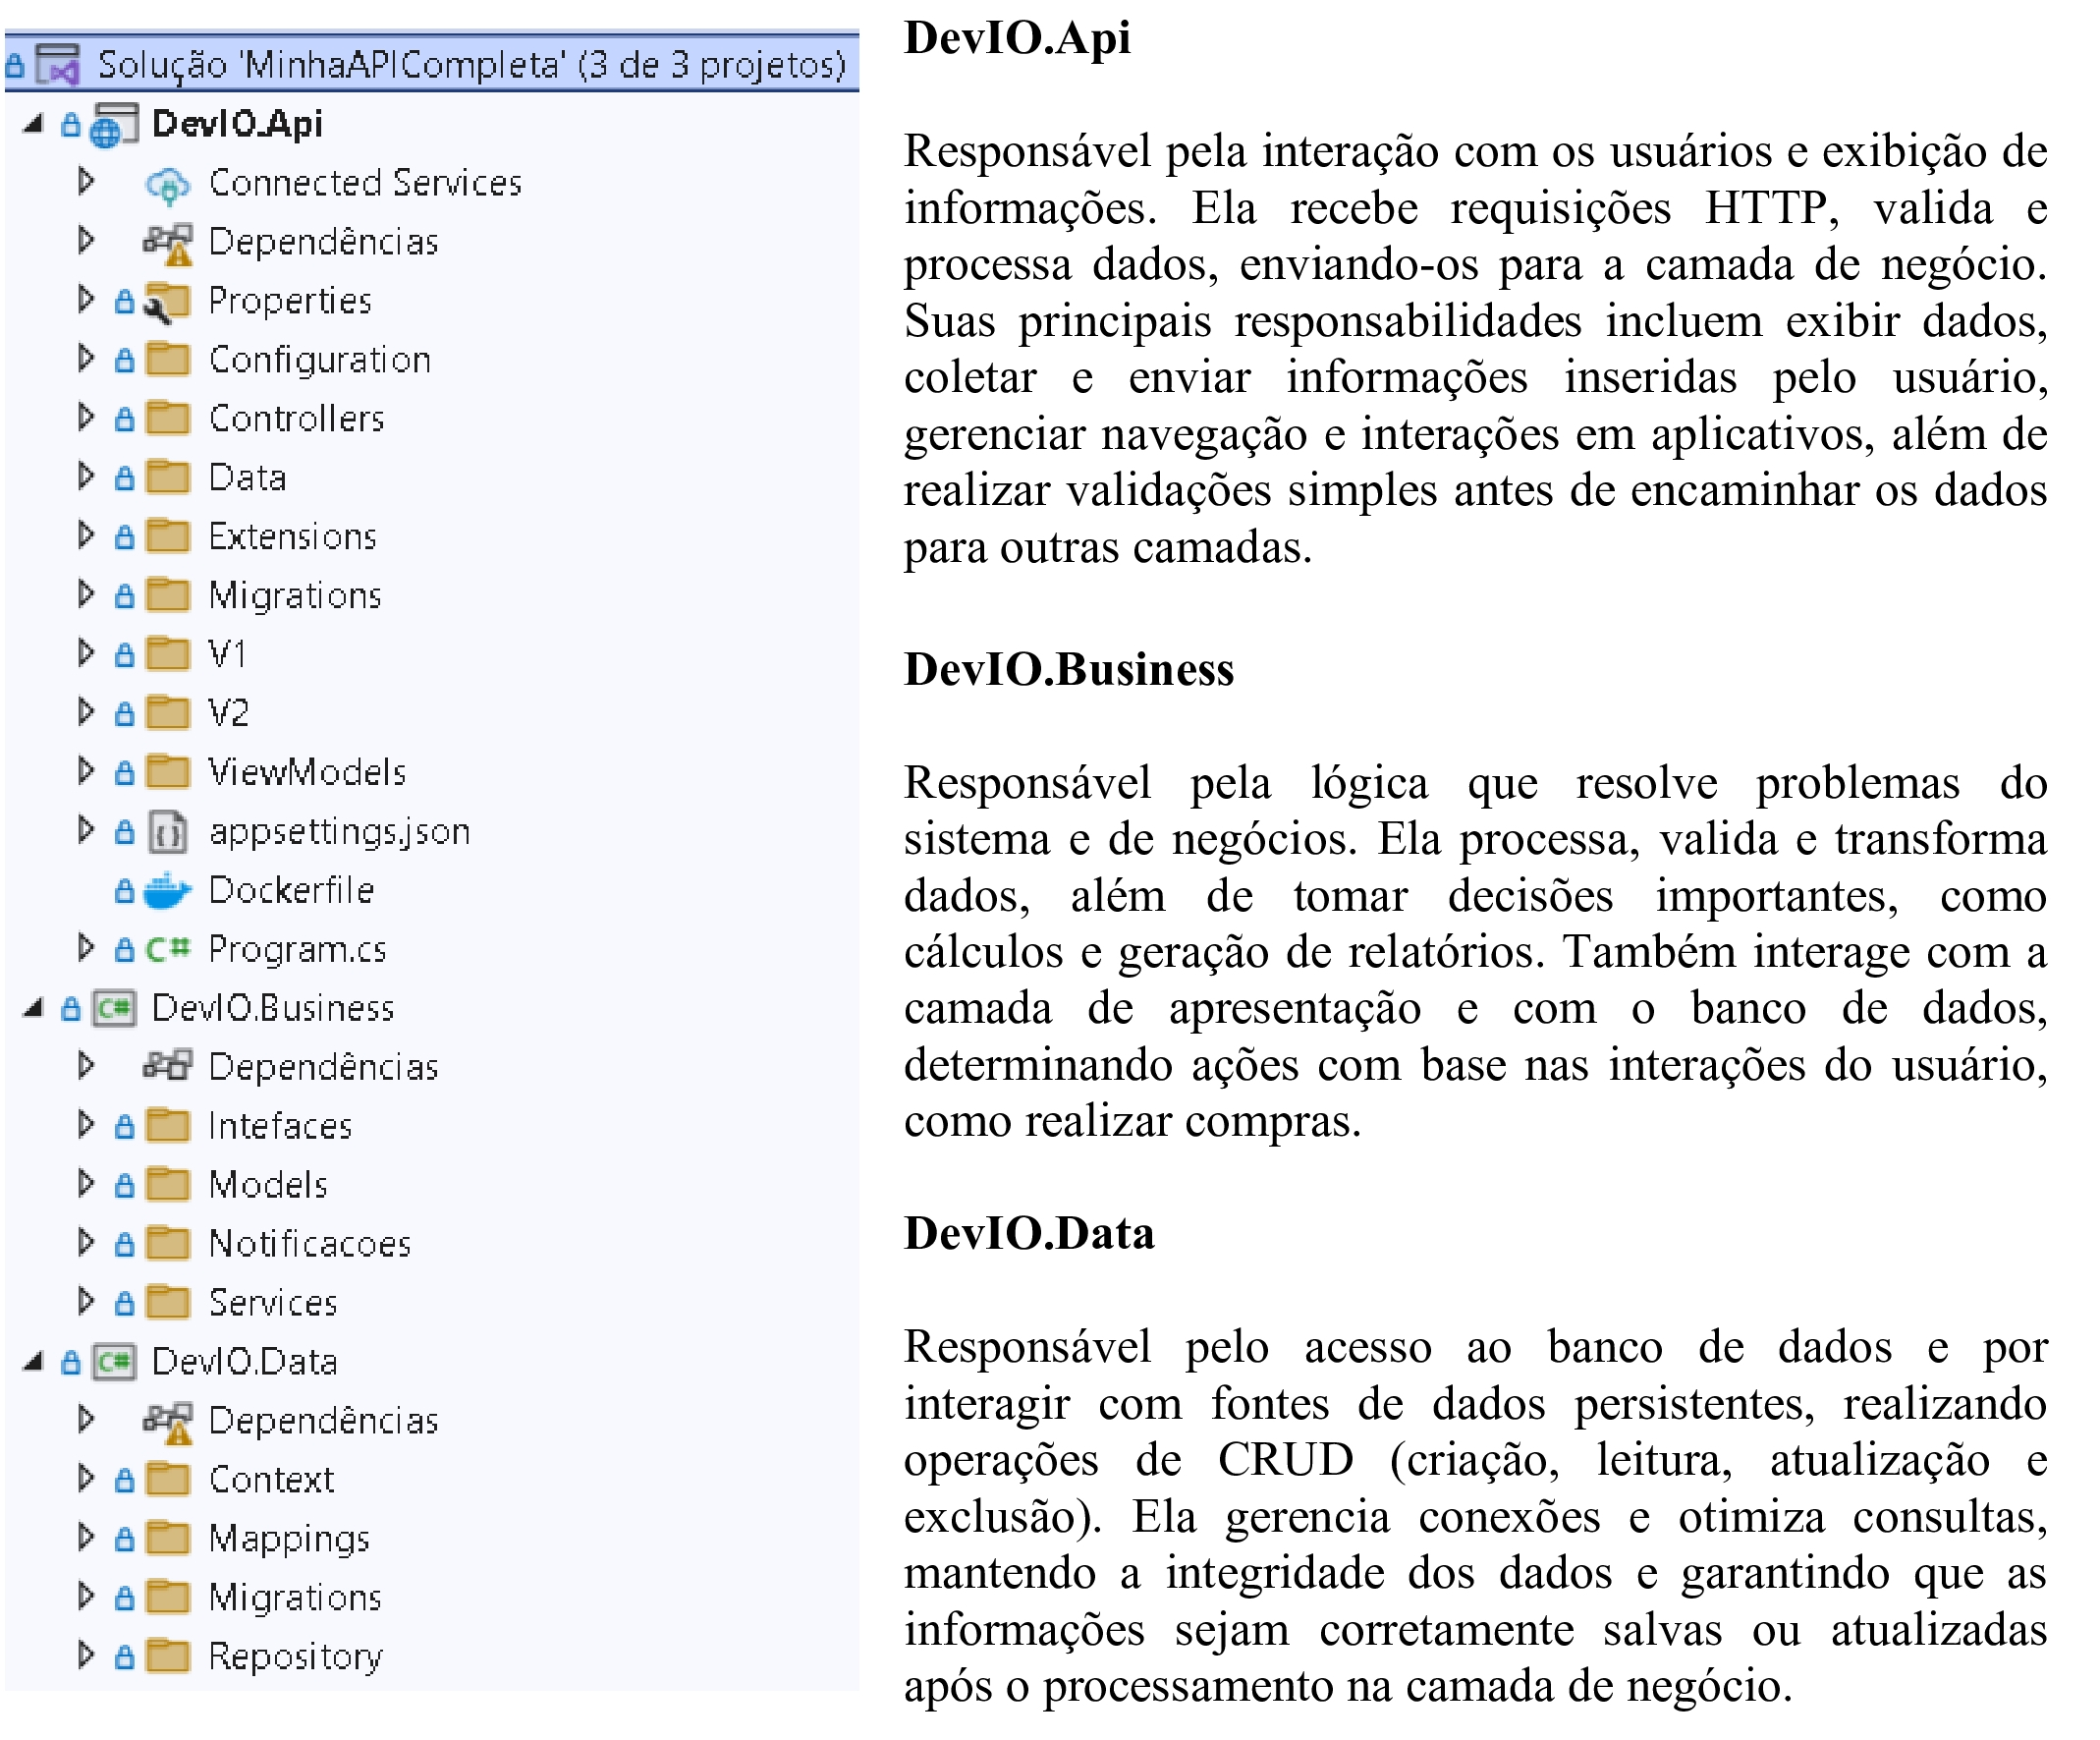 Solução 'MinhaAPICompleta' (3 de 3 projetos)
DevIO.Api
Connected Services
Dependências
Properties
Configuration
Controllers
Data
Extensions
Migrations
V1
V2
ViewModels
appsettings.json
Dockerfile
C# Program.cs
C# DevIO.Business
Dependências
Intefaces
Models
Notificacoes
Services
C# DevIO.Data
Dependências
Context
Mappings
Migrations
Repository
DevIO.Api
Responsável pela interação com os usuários e exibição de
informações. Ela recebe requisições HTTP, valida e
processa dados, enviando-os para a camada de negócio.
Suas principais responsabilidades incluem exibir dados,
coletar e enviar informações inseridas pelo usuário,
gerenciar navegação e interações em aplicativos, além de
realizar validações simples antes de encaminhar os dados
para outras camadas.
DevIO.Business
Responsável pela lógica que resolve problemas do
sistema e de negócios. Ela processa, valida e transforma
dados, além de tomar decisões importantes, como
cálculos e geração de relatórios. Também interage com a
camada de apresentação e com o banco de dados,
determinando ações com base nas interações do usuário,
como realizar compras.
DevIO.Data
Responsável pelo acesso ao banco de dados e por
interagir com fontes de dados persistentes, realizando
operações de CRUD (criação, leitura, atualização e
exclusão). Ela gerencia conexões e otimiza consultas,
mantendo a integridade dos dados e garantindo que as
informações sejam corretamente salvas ou atualizadas
após o processamento na camada de negócio.